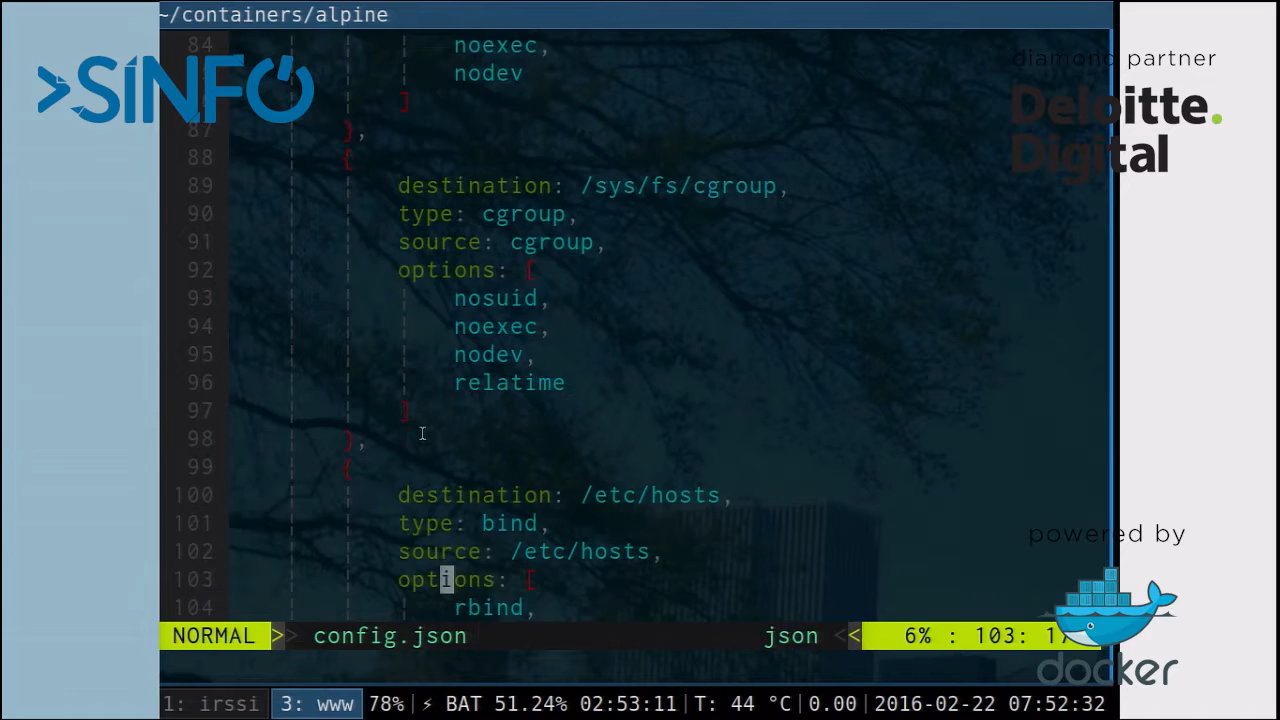 ~/containers/alpine
84 noexec,
nodev
]
87 },
88 {
89 destination: /sys/fs/cgroup,
90 type: cgroup,
91 source: cgroup,
92 options: [
93 nosuid,
94 noexec,
95 nodev,
96 relatime
97 ]
98 },
99 {
100 destination: /etc/hosts,
101 type: bind,
102 source: /etc/hosts,
103 options: [
104 rbind,
NORMAL >> config.json json << 6% : 103:
1: irssi 3: www 78% | ⚡ BAT 51.24% 02:53:11 | T: 44 °C | 0.00 | 2016-02-22 07:52:32
>SINFO
diamond partner
Deloitte.
Digital
powered by
docker